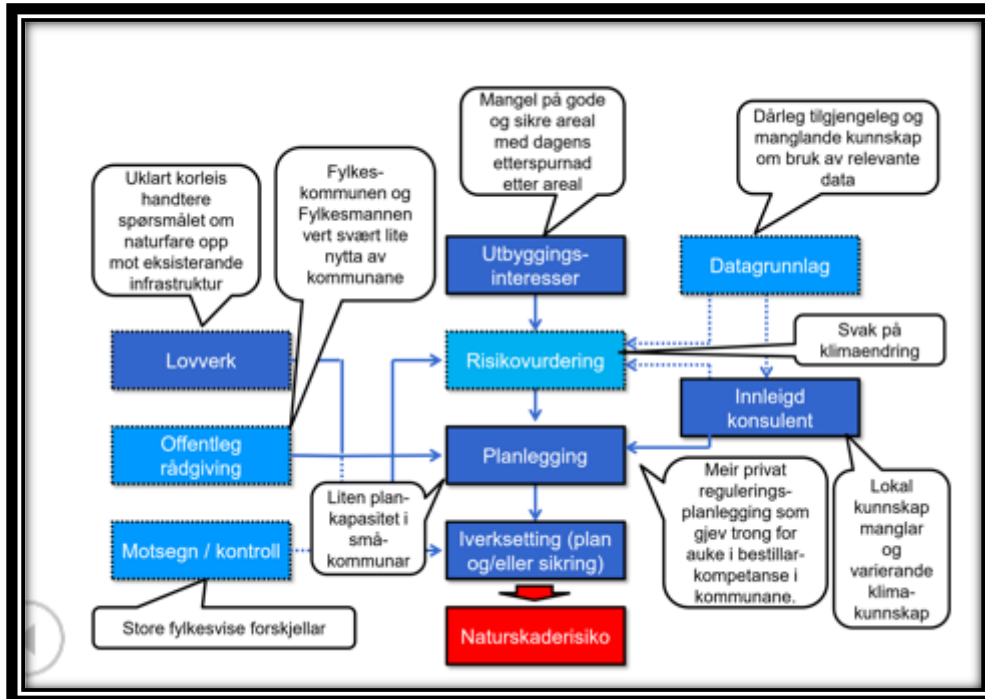 Mangel på gode
og sikre areal
med dagens
etterspurnad
etter areal
Dårleg tilgjengeleg og
manglande kunnskap
om bruk av relevante
data
Uklart korleis
handtere
spørsmålet om
naturfare opp
mot eksisterande
infrastruktur
Fylkes-
kommunen og
Fylkesmannen
vert svært lite
nytta av
kommunane
Utbyggings-
interesser
Datagrunnlag
Lovverk
Risikovurdering
Svak på
klimaendring
Innleigd
konsulent
Offentleg
rådgiving
Planlegging
Liten plan-
kapasitet i
små-
kommunar
Meir privat
regulerings-
planlegging som
gjev trong for
auke i bestillar-
kompetanse i
kommunane.
Lokal
kunnskap
manglar
og
varierande
klima-
kunnskap
Motsegn / kontroll
Iverksetting (plan
og/eller sikring)
Store fylkesvise forskjellar
Naturskaderisiko